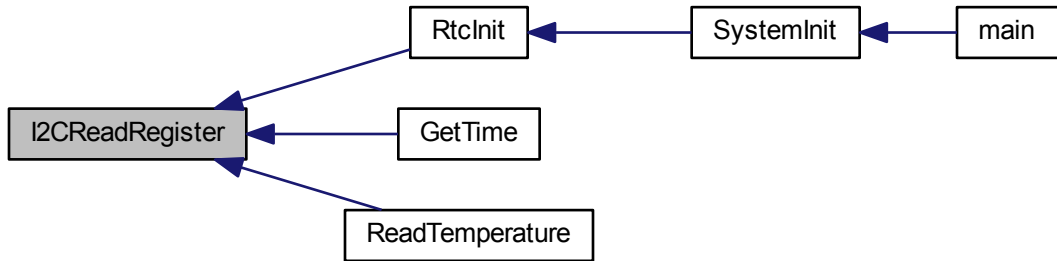 RtcInit
SystemInit
main
I2CReadRegister
GetTime
ReadTemperature